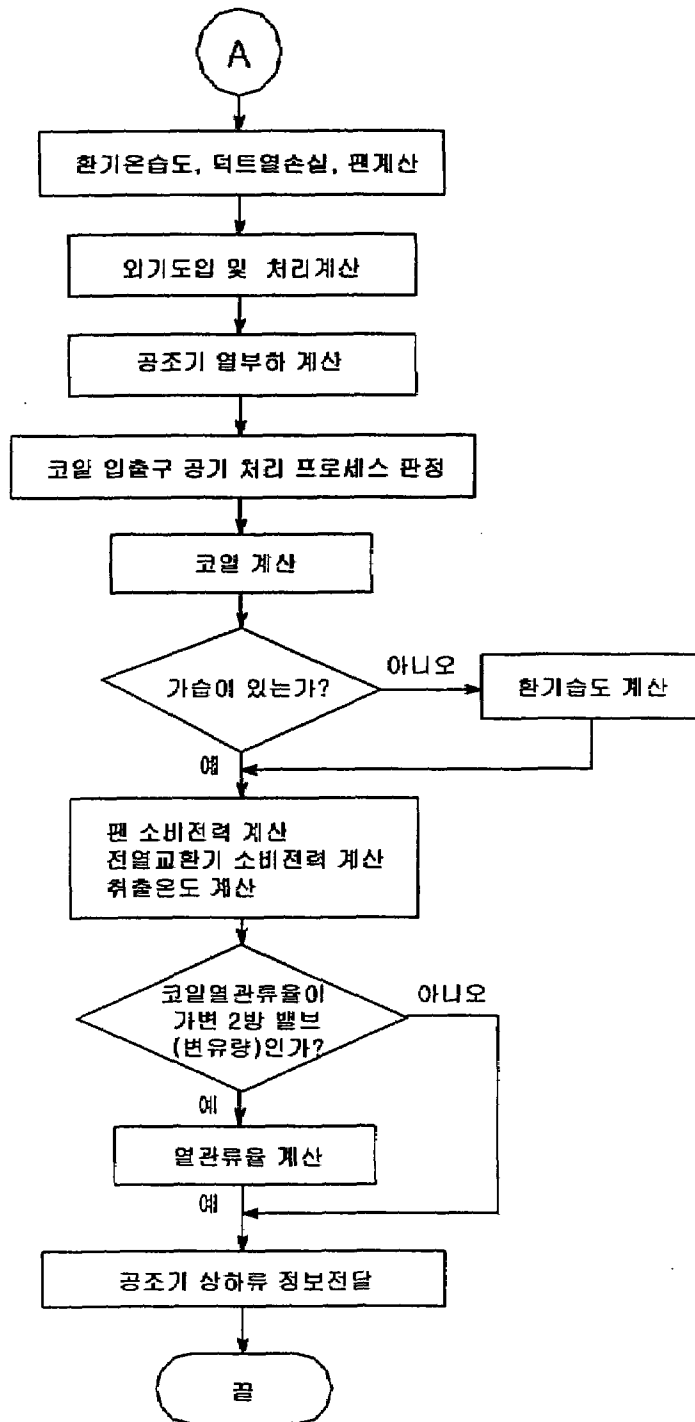 A
환기온습도, 덕트열손실, 팬계산
외기도입 및 처리계산
공조기 열부하 계산
코일 입출구 공기 처리 프로세스 판정
코일 계산
가습이 있는가?
아니오
환기습도 계산
예
팬 소비전력 계산
전열교환기 소비전력 계산
취출온도 계산
코일열관류율이
가변 2방 밸브
(변유량)인가?
아니오
예
열관류율 계산
예
공조기 상하류 정보전달
끝